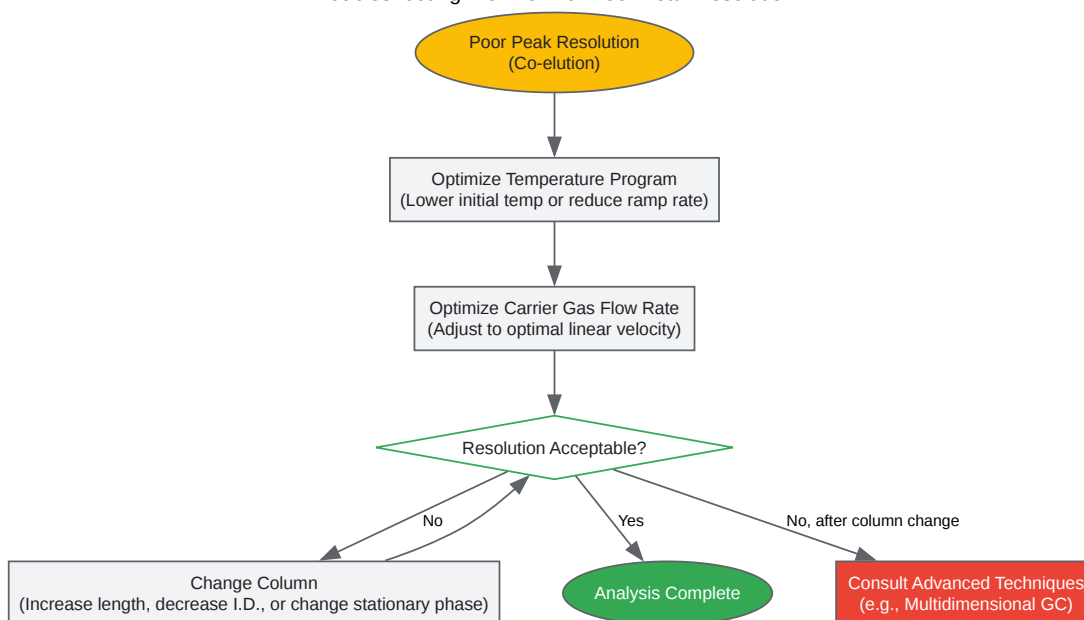 Poor Peak Resolution
(Co-elution)
Optimize Temperature Program
(Lower initial temp or reduce ramp rate)
Optimize Carrier Gas Flow Rate
(Adjust to optimal linear velocity)
Resolution Acceptable?
No
Yes
No, after column change
Change Column
(Increase length, decrease I.D., or change stationary phase)
Analysis Complete
Consult Advanced Techniques
(e.g., Multidimensional GC)